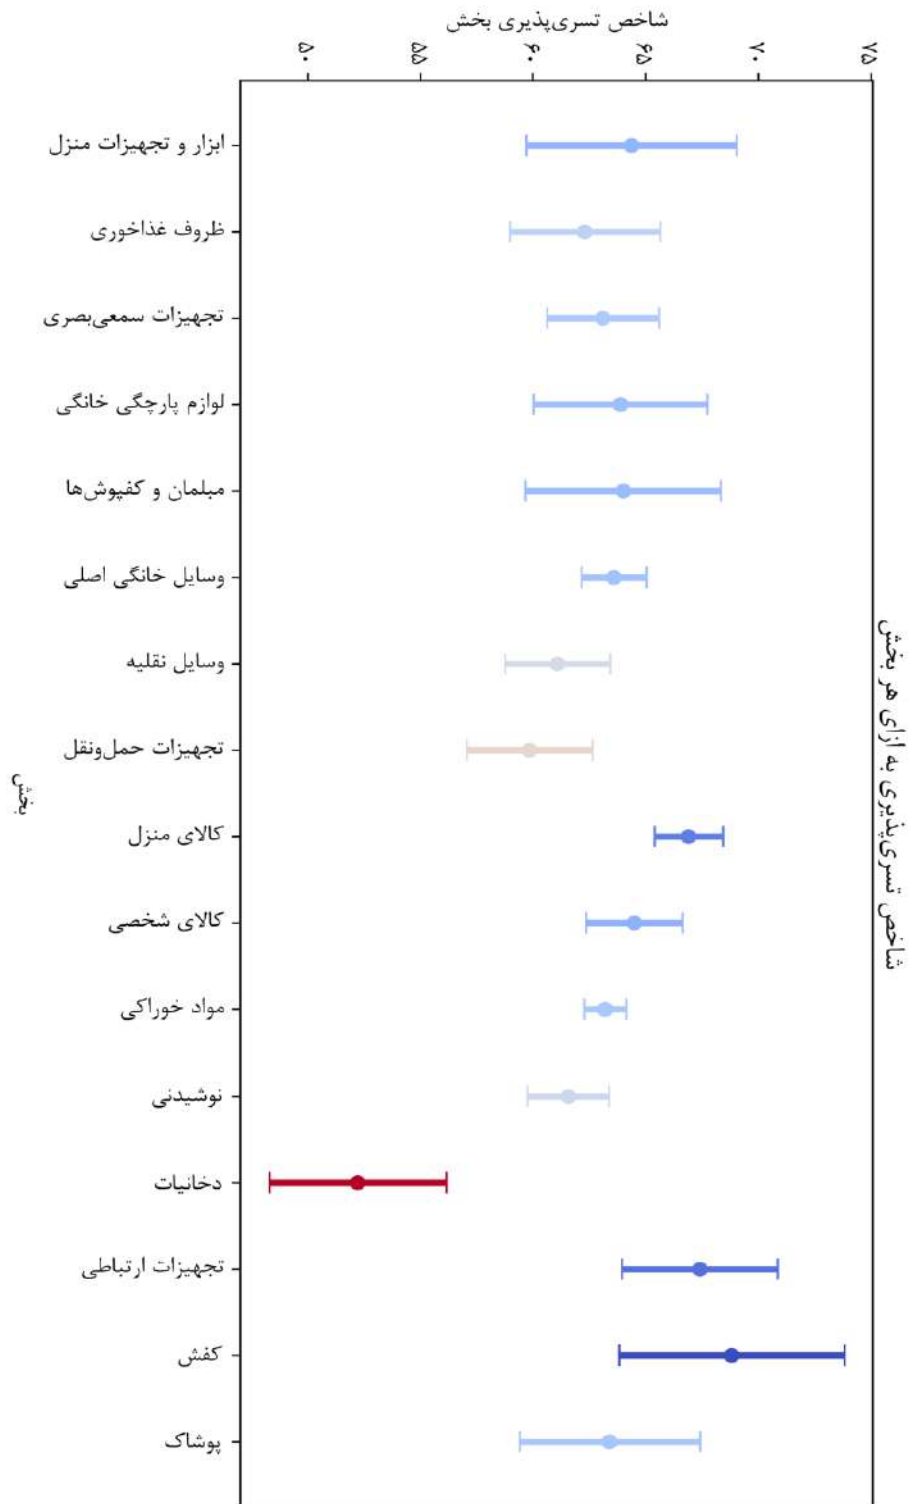 شاخص تسری‌پذیری بخش
۵۰
۵۵
۶۰
۶۵
۷۰
۷۵
ابزار و تجهیزات منزل
ظروف غذاخوری
تجهیزات سمعی‌بصری
لوازم پارچگی خانگی
مبلمان و کفپوش‌ها
وسایل خانگی اصلی
وسایل نقلیه
تجهیزات حمل‌ونقل
کالای منزل
کالای شخصی
مواد خوراکی
نوشیدنی
دخانیات
تجهیزات ارتباطی
کفش
پوشاک
بخش
شاخص تسری‌پذیری به ازای هر بخش